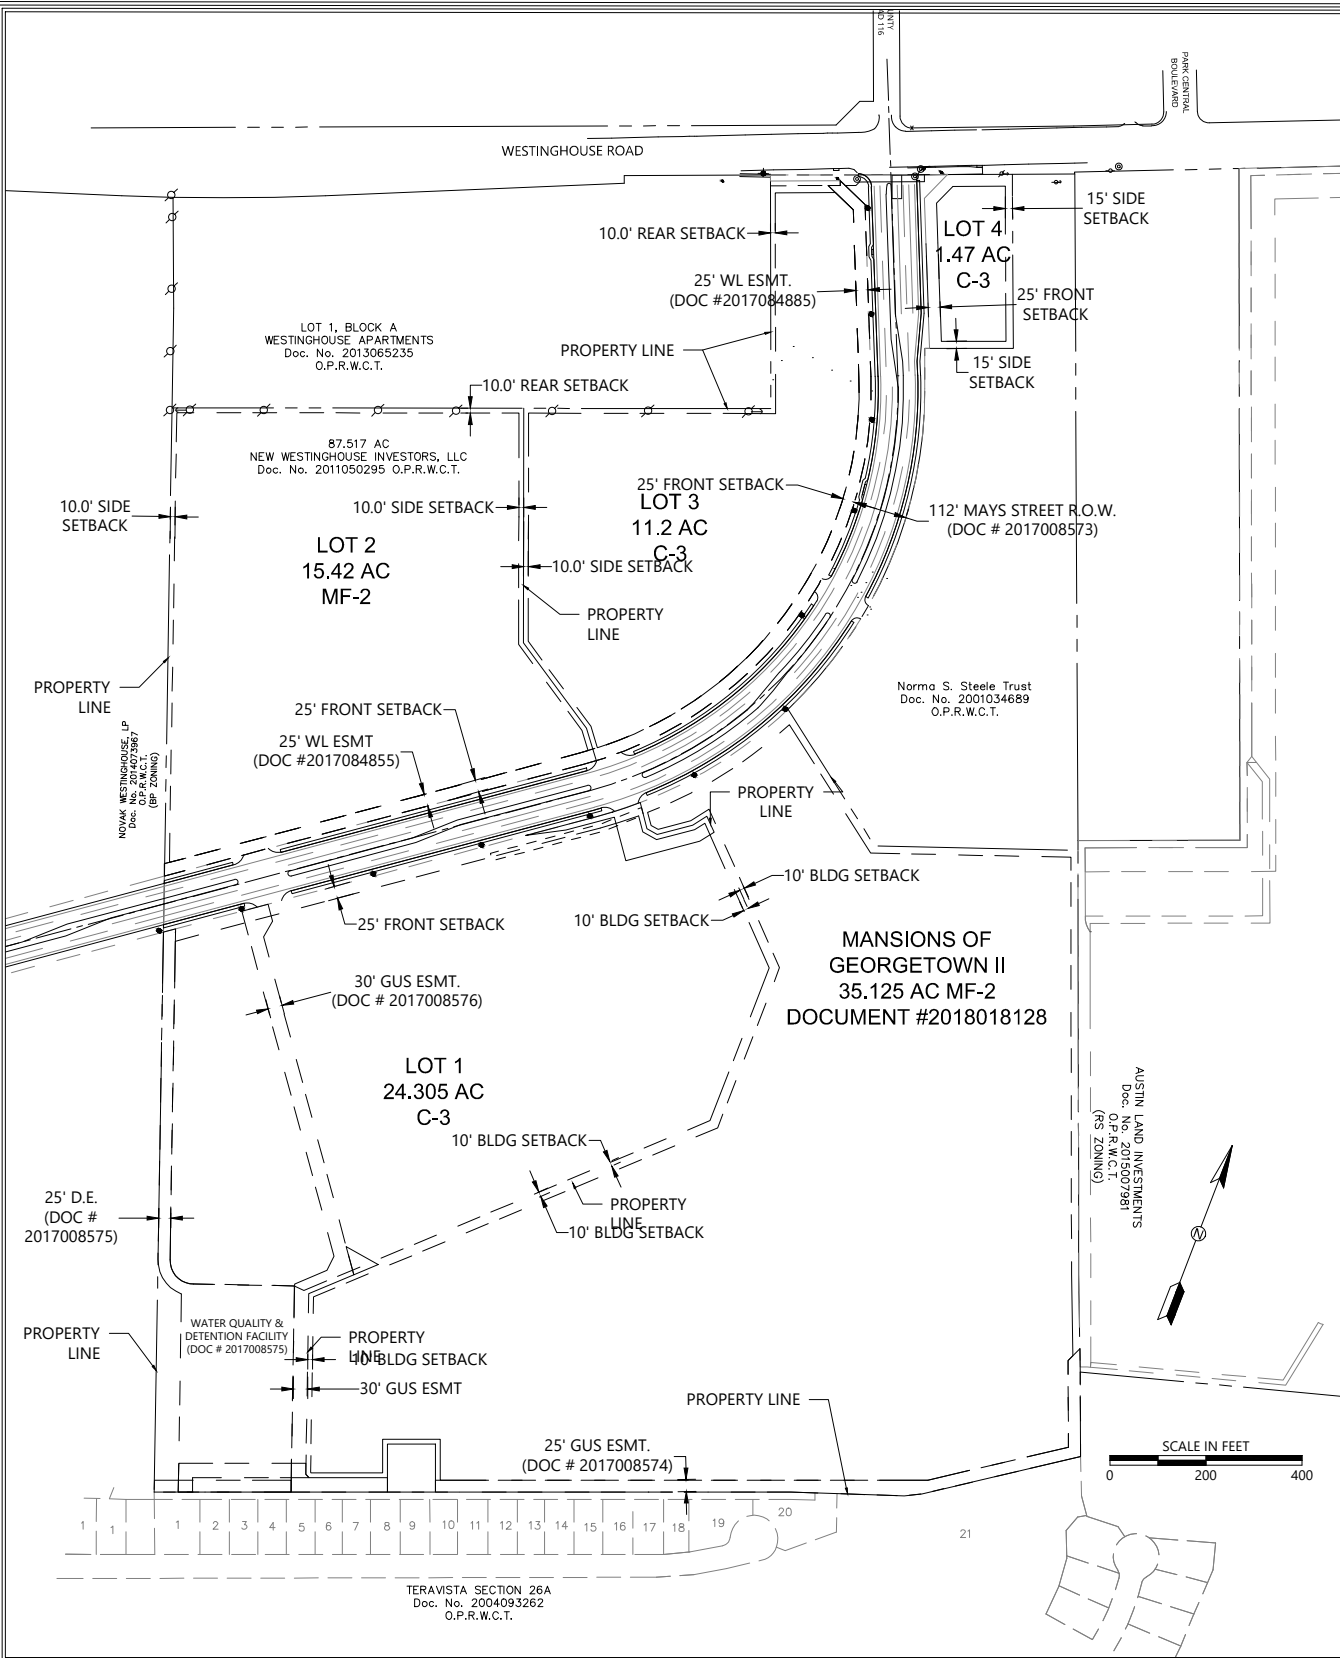 UNTY
AD 116
PARK CENTRAL
BOULEVARD
WESTINGHOUSE ROAD
15' SIDE
SETBACK
LOT 4
1.47 AC
C-3
10.0' REAR SETBACK
25' WL ESMT.
(DOC #2017084885)
25' FRONT
SETBACK
LOT 1, BLOCK A
WESTINGHOUSE APARTMENTS
Doc. No. 2013065235
O.P.R.W.C.T.
PROPERTY LINE
15' SIDE
SETBACK
10.0' REAR SETBACK
87.517 AC
NEW WESTINGHOUSE INVESTORS, LLC
Doc. No. 2011050295 O.P.R.W.C.T.
25' FRONT SETBACK
10.0' SIDE
SETBACK
10.0' SIDE SETBACK
LOT 3
11.2 AC
C-3
112' MAYS STREET R.O.W.
(DOC # 2017008573)
LOT 2
15.42 AC
MF-2
10.0' SIDE SETBACK
PROPERTY
LINE
PROPERTY
LINE
Norma S. Steele Trust
Doc. No. 2001034689
O.P.R.W.C.T.
25' FRONT SETBACK
25' WL ESMT
(DOC #2017084855)
NOVAK WESTINGHOUSE, LP
Doc. No. 2014073967
O.P.R.W.C.T.
(BP ZONING)
PROPERTY
LINE
10' BLDG SETBACK
10' BLDG SETBACK
25' FRONT SETBACK
MANSIONS OF
GEORGETOWN II
35.125 AC MF-2
DOCUMENT #2018018128
30' GUS ESMT.
(DOC # 2017008576)
LOT 1
24.305 AC
C-3
AUSTIN LAND INVESTMENTS
Doc. No. 2015007981
O.P.R.W.C.T.
(RS ZONING)
10' BLDG SETBACK
25' D.E.
(DOC #
2017008575)
PROPERTY
LINE
10' BLDG SETBACK
N
WATER QUALITY &
DETENTION FACILITY
(DOC # 2017008575)
PROPERTY
LINE
PROPERTY
LINE
10' BLDG SETBACK
30' GUS ESMT
PROPERTY LINE
25' GUS ESMT.
(DOC # 2017008574)
SCALE IN FEET
0 200 400
1 1 1 2 3 4 5 6 7 8 9 10 11 12 13 14 15 16 17 18 19 20 21
TERAVISTA SECTION 26A
Doc. No. 2004093262
O.P.R.W.C.T.